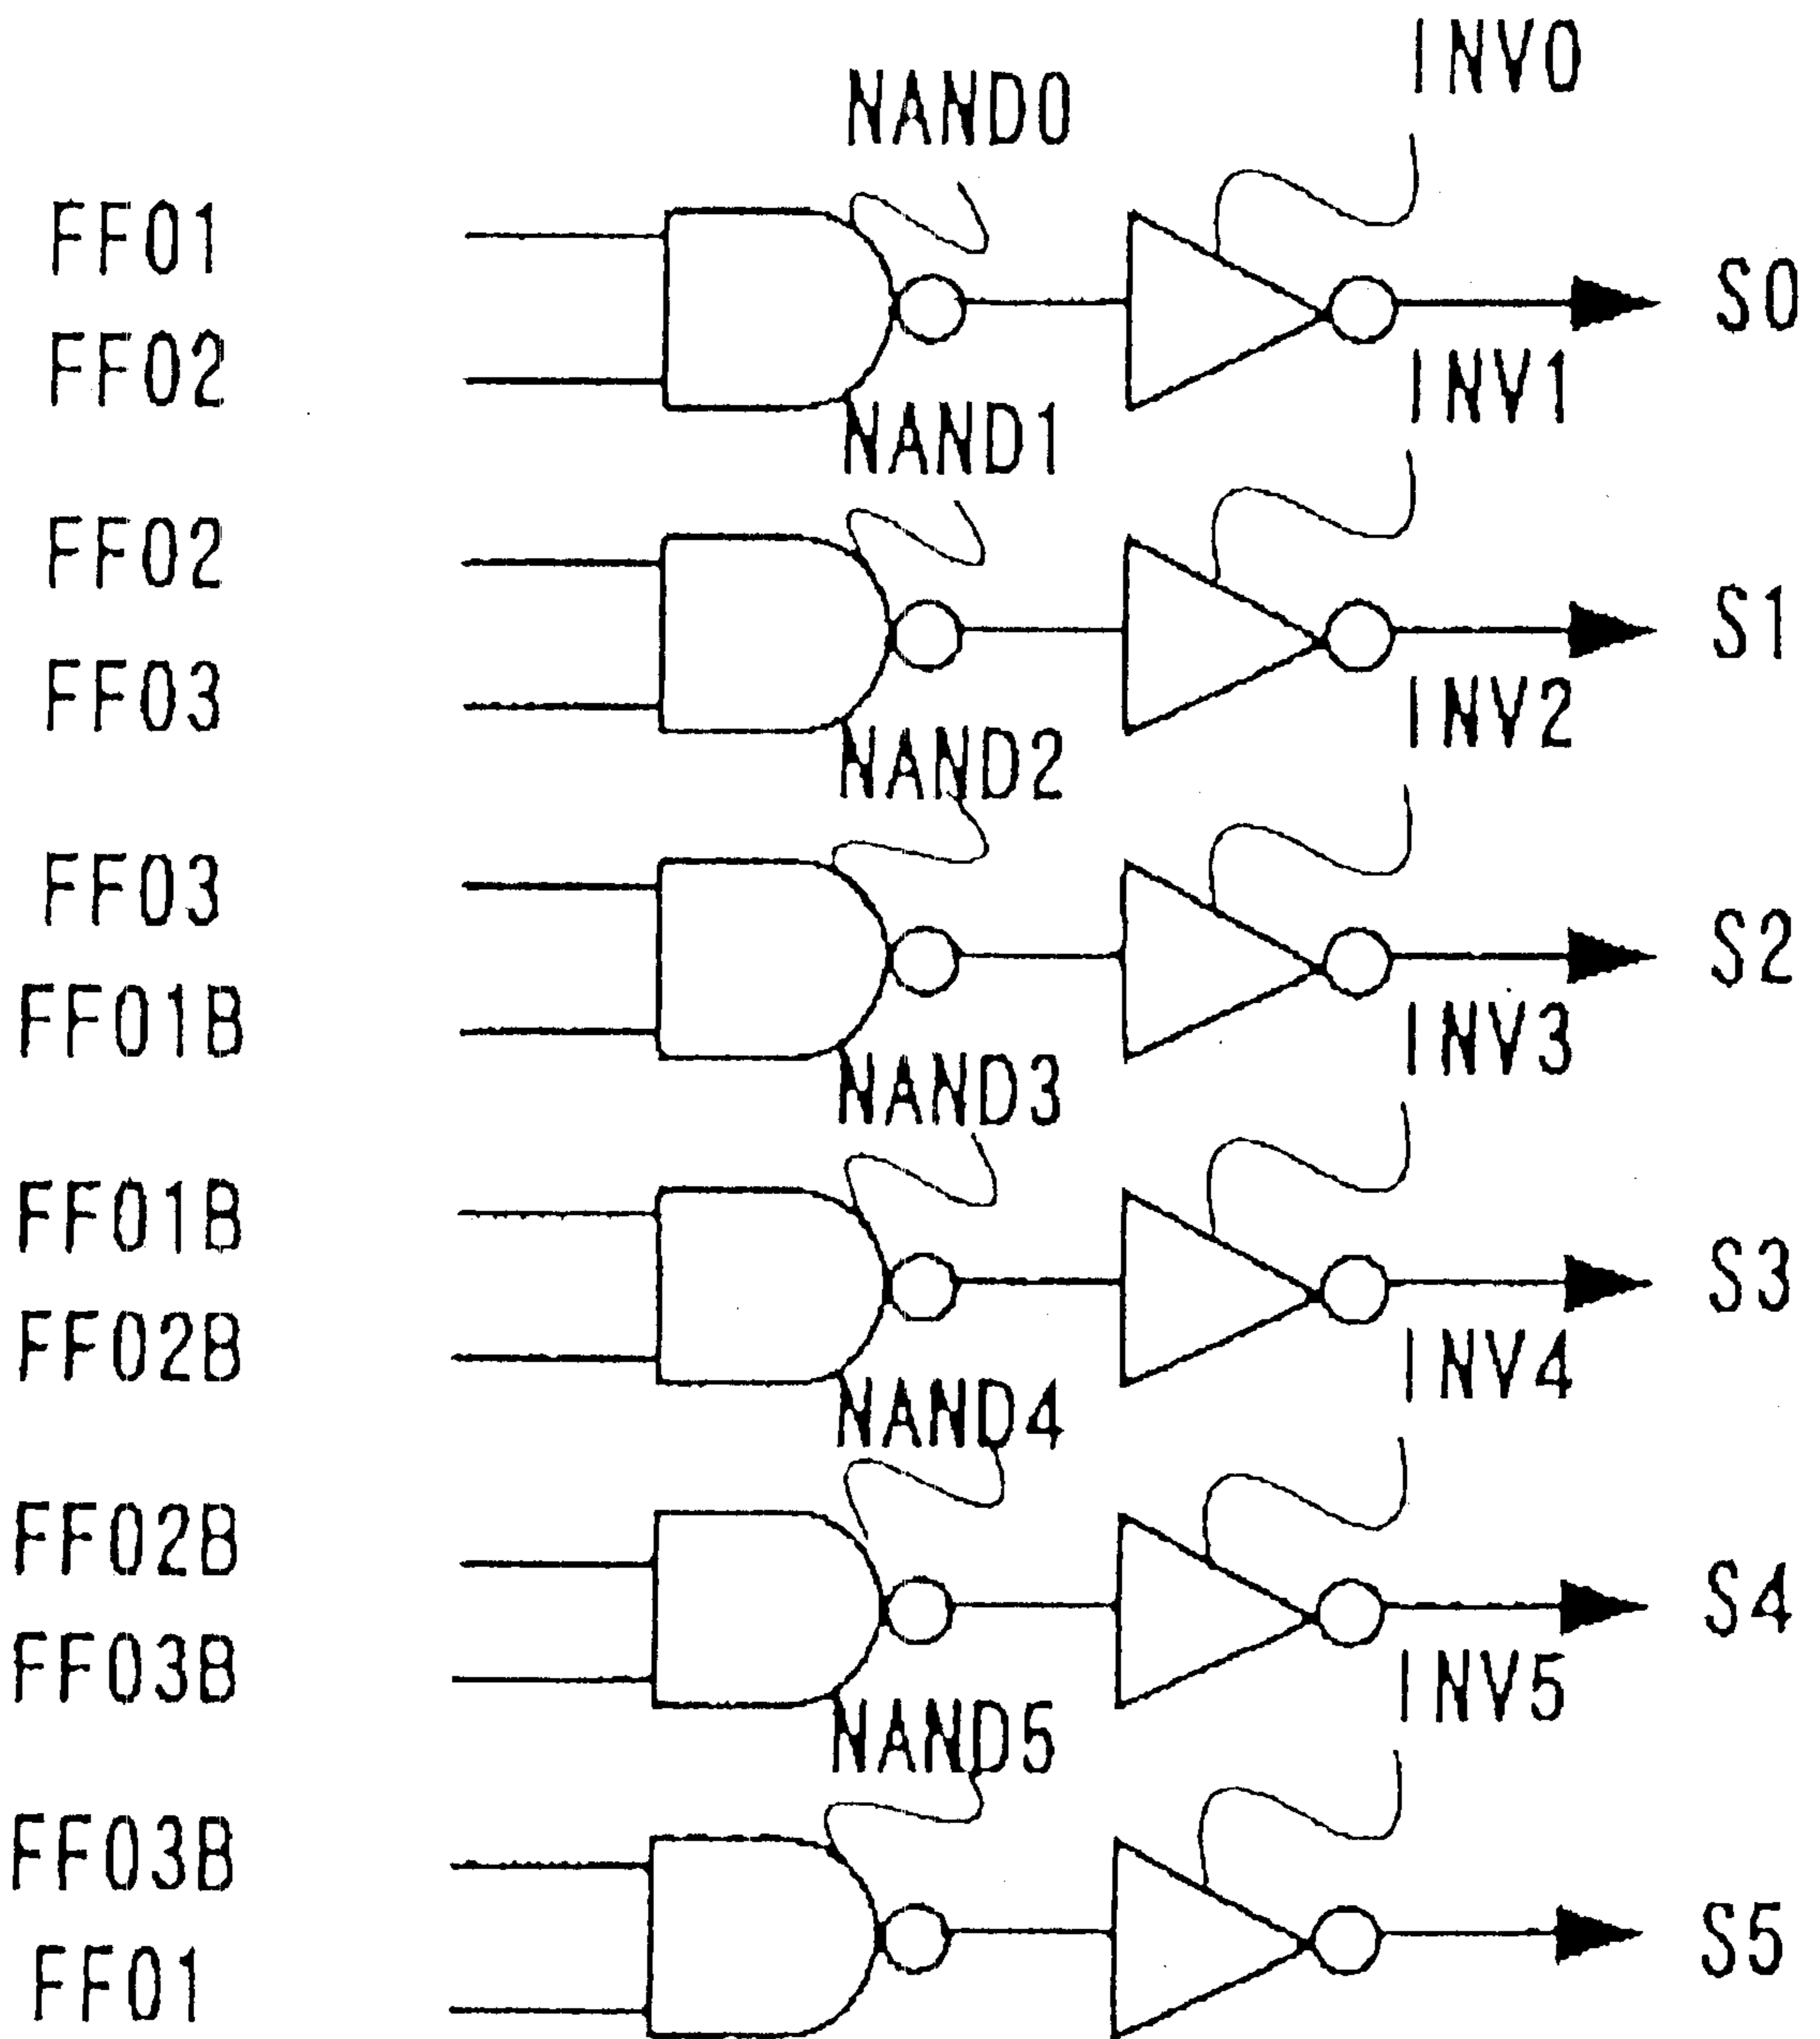 INV0
NAND0
FF01
S0
FF02
INV1
NAND1
FF02
S1
FF03
INV2
NAND2
FF03
S2
FF01B
INV3
NAND3
FF01B
S3
FF02B
INV4
NAND4
FF02B
S4
FF03B
INV5
NAND5
FF03B
S5
FF01